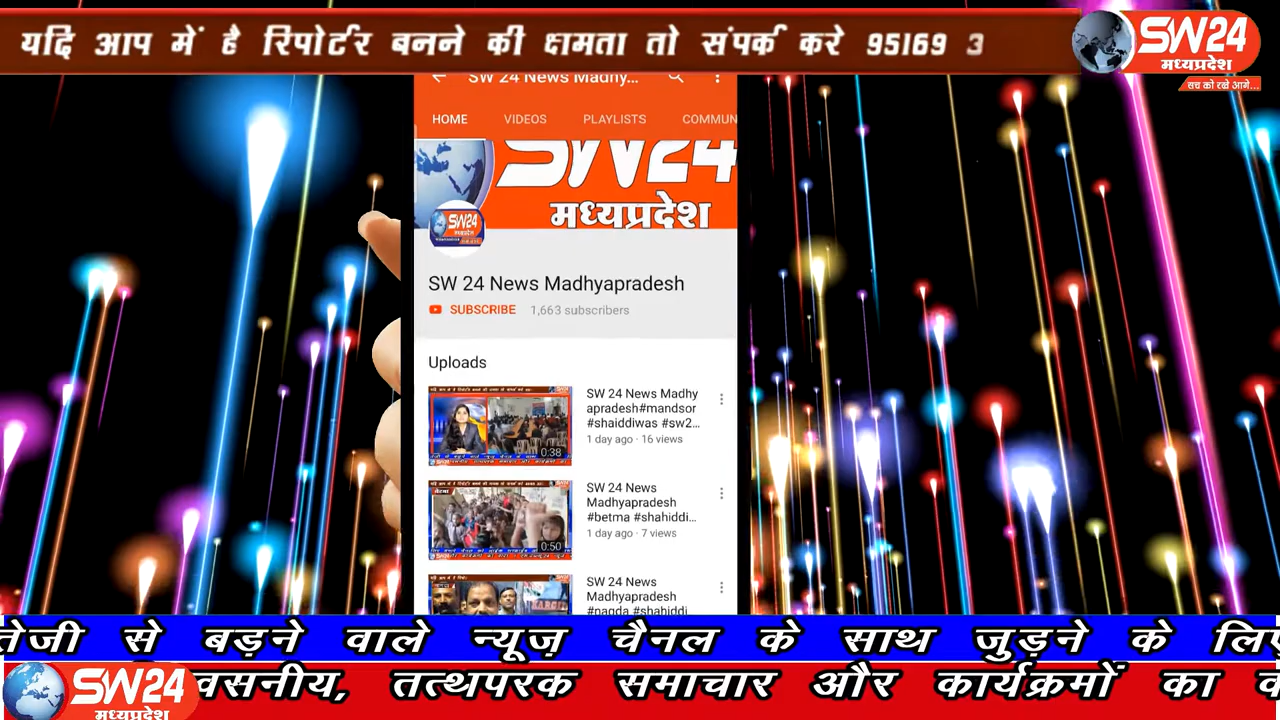 यदि आप में है रिपोर्टर बनने की क्षमता तो संपर्क करे 95169 3
SW24
मध्यप्रदेश
सच को रखे आगे...
SW 24 News Madhy...
HOME VIDEOS PLAYLISTS COMMUN
SW24
मध्यप्रदेश
SW24
SW 24 News Madhyapradesh
SUBSCRIBE 1,663 subscribers
Uploads
SW 24 News Madhy
apradesh#mandsor
#shaiddiwas #sw2...
1 day ago · 16 views
0:38
SW 24 News
Madhyapradesh
#betma #shahiddi...
1 day ago · 7 views
0:50
SW 24 News
Madhyapradesh
#nagda #shahiddi
तेजी से बड़ने वाले न्यूज़ चैनल के साथ जुड़ने के लिए
SW24
मध्यप्रदेश
वसनीय, तत्थपरक समाचार और कार्यक्रमों का